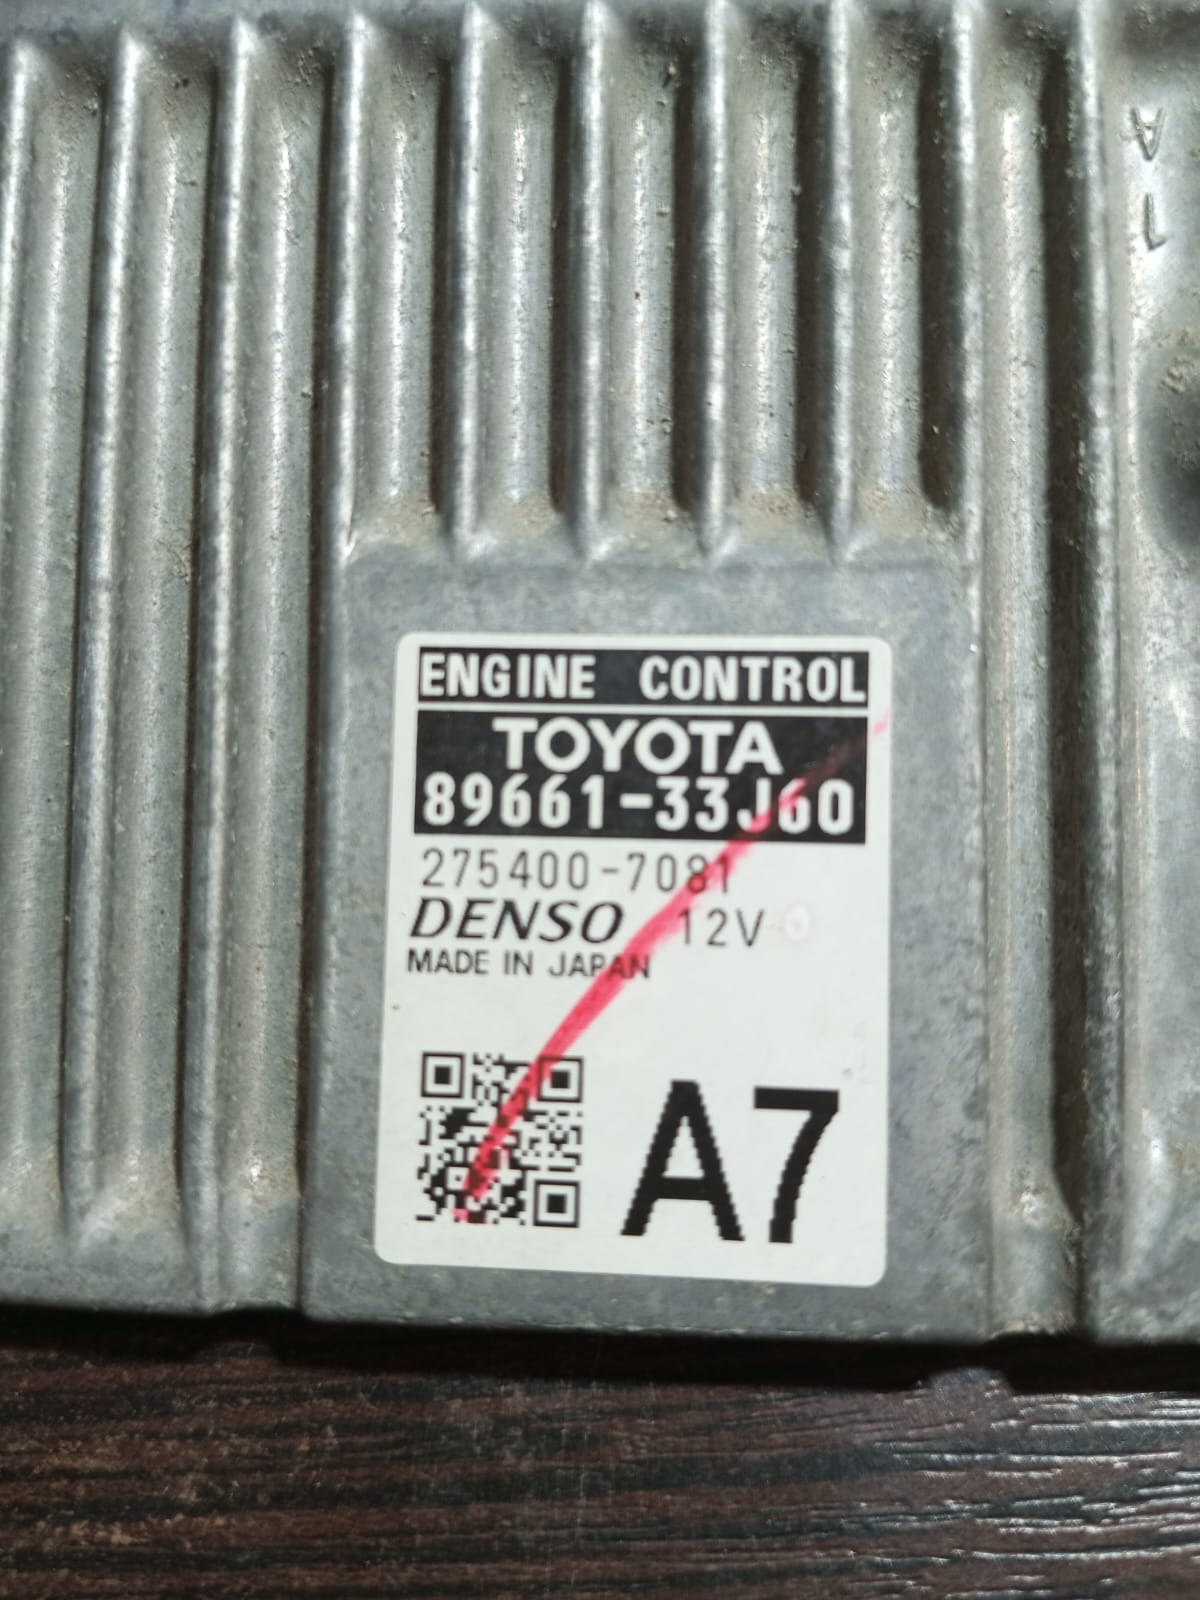 ENGINE CONTROL
TOYOTA
89661-33J60
275400-7081
DENSO 12V
MADE IN JAPAN
A7